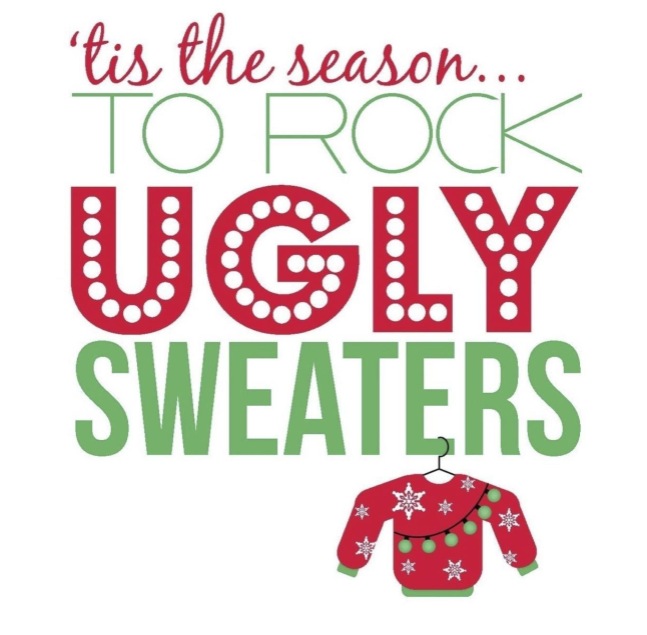 ‘tis the season...
TO ROCK
UGLY
SWEATERS